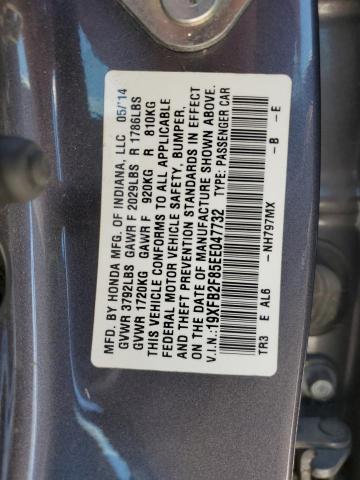 MFD. BY HONDA MFG. OF INDIANA, LLC 05/'14
GVWR 3792LBS GAWR F 2029LBS R 1786LBS
GVWR 1720KG GAWR F 920KG R 810KG
THIS VEHICLE CONFORMS TO ALL APPLICABLE
FEDERAL MOTOR VEHICLE SAFETY, BUMPER,
AND THEFT PREVENTION STANDARDS IN EFFECT
ON THE DATE OF MANUFACTURE SHOWN ABOVE.
V.I.N:19XFB2F85EE047732 TYPE: PASSENGER CAR
TR3 E AL6 -NH797MX -B -E